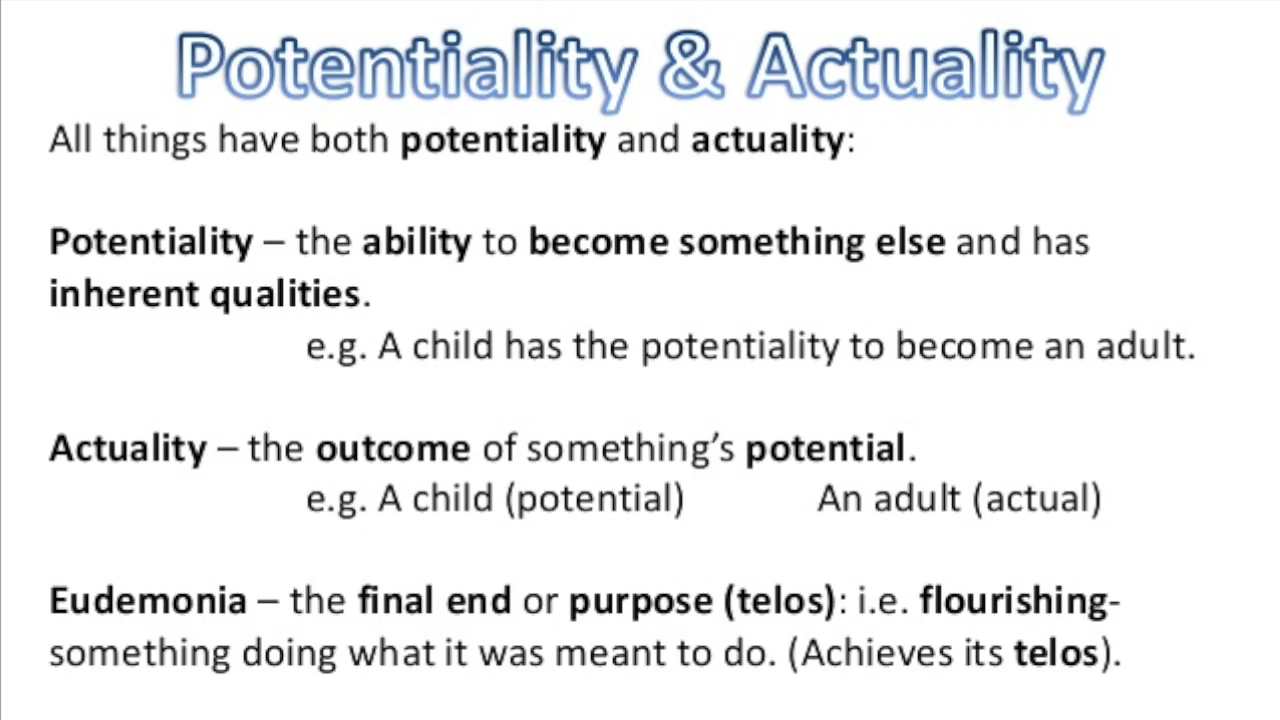 Potentiality & Actuality
All things have both potentiality and actuality:
Potentiality – the ability to become something else and has
inherent qualities.
e.g. A child has the potentiality to become an adult.
Actuality – the outcome of something’s potential.
e.g. A child (potential) An adult (actual)
Eudemonia – the final end or purpose (telos): i.e. flourishing-
something doing what it was meant to do. (Achieves its telos).